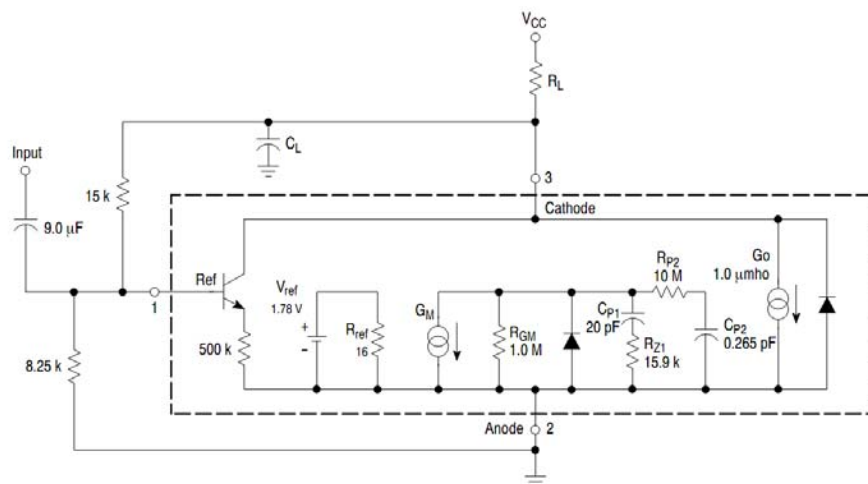 VCC
RL
CL
Input
3
15 k
Cathode
9.0 μF
RP2
10 M
Go
1.0 μmho
Ref
Vref
1.78 V
GM
CP1
20 pF
1
Rref
16
RGM
1.0 M
CP2
0.265 pF
500 k
RZ1
15.9 k
8.25 k
+
-
Anode
2